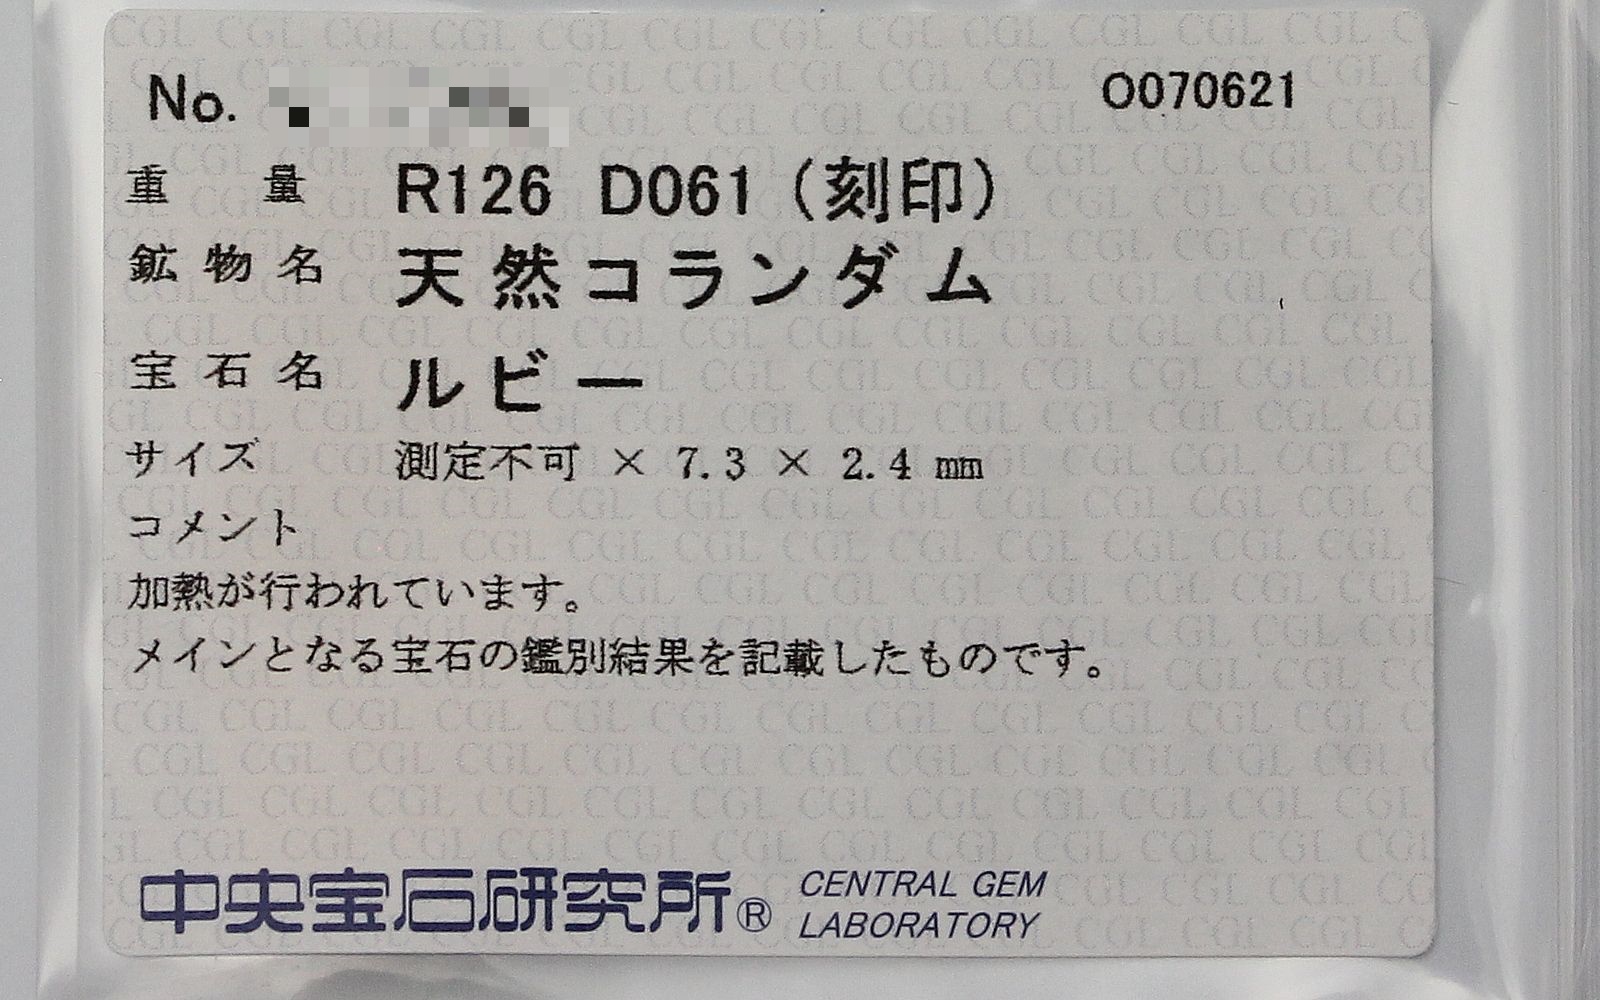 No. O070621
重量 R126 D061(刻印)
鉱物名 天然コランダム
宝石名 ルビー
サイズ 測定不可 × 7.3 × 2.4 mm
コメント
加熱が行われています。
メインとなる宝石の鑑別結果を記載したものです。
中央宝石研究所® CENTRAL GEM
LABORATORY